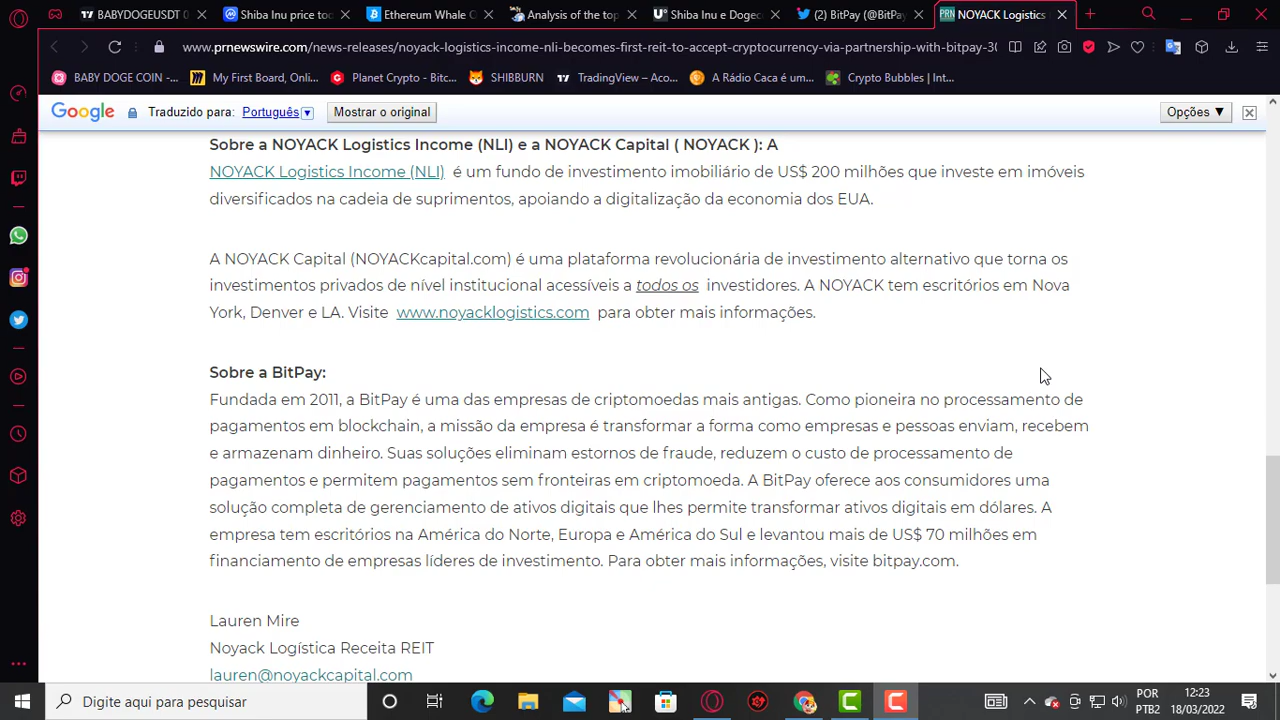 BABYDOGEUSDT 0
Shiba Inu price too
Ethereum Whale C
Analysis of the top
Shiba Inu e Dogec
(2) BitPay (@BitPa
PRN NOYACK Logistics
www.prnewswire.com/news-releases/noyack-logistics-income-nli-becomes-first-reit-to-accept-cryptocurrency-via-partnership-with-bitpay-30
BABY DOGE COIN -...
My First Board, Onli...
Planet Crypto - Bitc...
SHIBBURN
TradingView – Aco...
A Rádio Caca é um...
Crypto Bubbles | Int...
Google Traduzido para: Português Mostrar o original Opções ▼
Sobre a NOYACK Logistics Income (NLI) e a NOYACK Capital ( NOYACK ): A
NOYACK Logistics Income (NLI) é um fundo de investimento imobiliário de US$ 200 milhões que investe em imóveis
diversificados na cadeia de suprimentos, apoiando a digitalização da economia dos EUA.
A NOYACK Capital (NOYACKcapital.com) é uma plataforma revolucionária de investimento alternativo que torna os
investimentos privados de nível institucional acessíveis a todos os investidores. A NOYACK tem escritórios em Nova
York, Denver e LA. Visite www.noyacklogistics.com para obter mais informações.
Sobre a BitPay:
Fundada em 2011, a BitPay é uma das empresas de criptomoedas mais antigas. Como pioneira no processamento de
pagamentos em blockchain, a missão da empresa é transformar a forma como empresas e pessoas enviam, recebem
e armazenam dinheiro. Suas soluções eliminam estornos de fraude, reduzem o custo de processamento de
pagamentos e permitem pagamentos sem fronteiras em criptomoeda. A BitPay oferece aos consumidores uma
solução completa de gerenciamento de ativos digitais que lhes permite transformar ativos digitais em dólares. A
empresa tem escritórios na América do Norte, Europa e América do Sul e levantou mais de US$ 70 milhões em
financiamento de empresas líderes de investimento. Para obter mais informações, visite bitpay.com.
Lauren Mire
Noyack Logística Receita REIT
lauren@noyackcapital.com
Digite aqui para pesquisar
POR
PTB2
12:23
18/03/2022